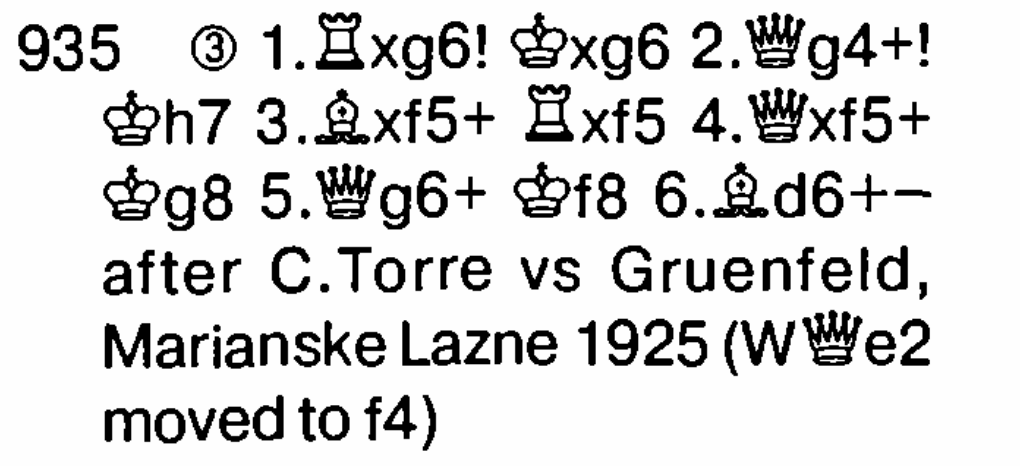 935 ③ 1.♖xg6! ♔xg6 2.♕g4+!
♔h7 3.♗xf5+ ♖xf5 4.♕xf5+
♔g8 5.♕g6+ ♔f8 6.♗d6+−
after C.Torre vs Gruenfeld,
Marianske Lazne 1925 (W♕e2
moved to f4)